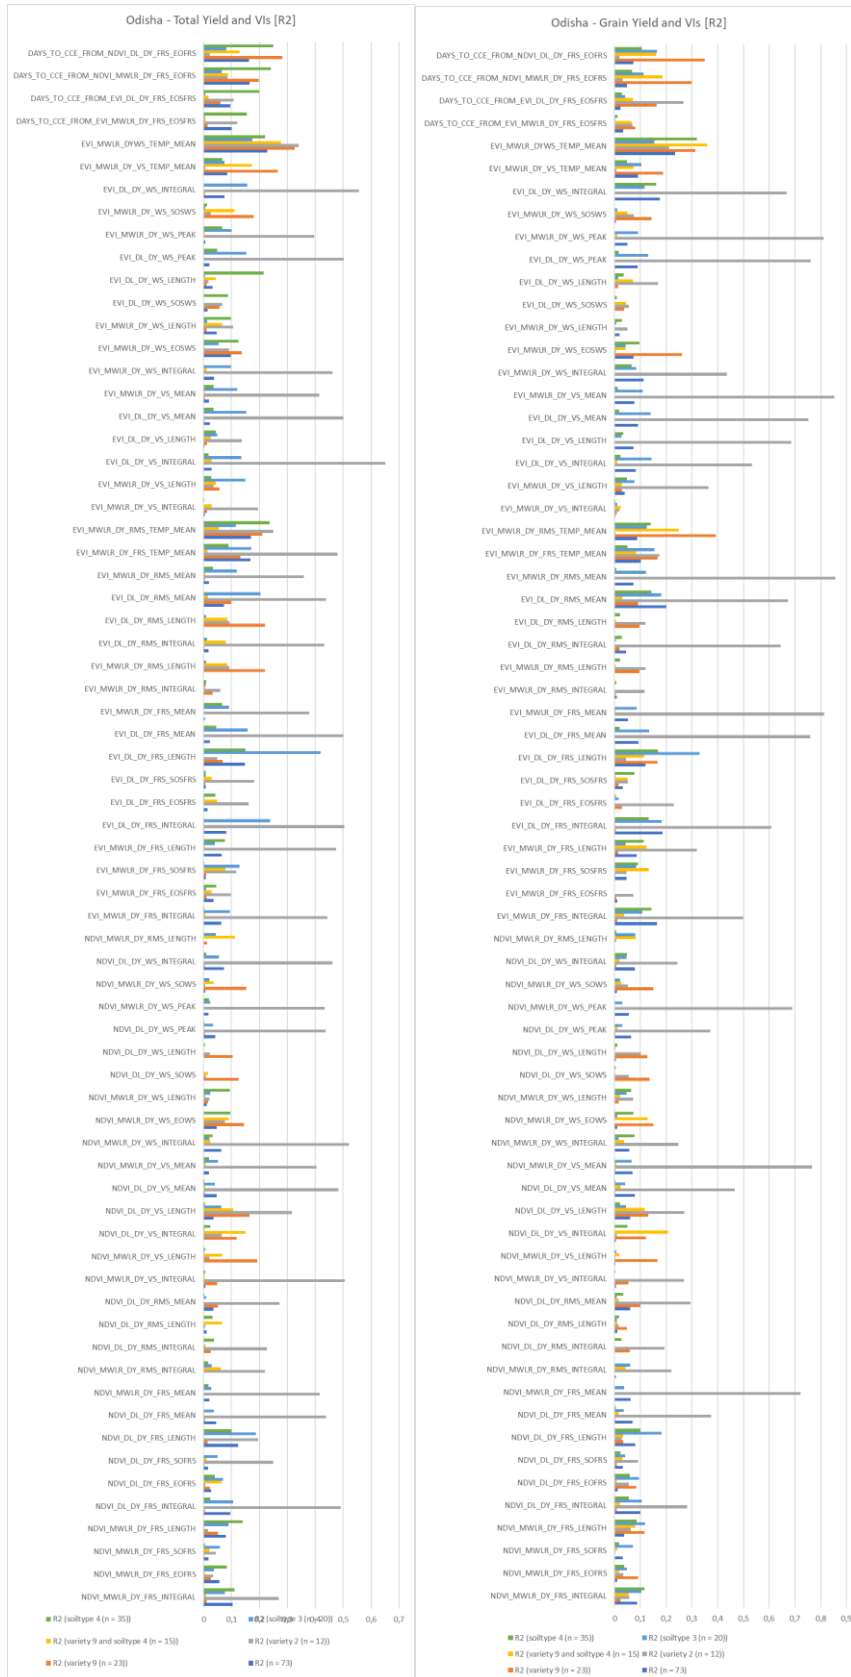 Odisha - Total Yield and VIs [R2]
DAYS_TO_CCE_FROM_NDVI_DL_DY_FRS_EOFRS
DAYS_TO_CCE_FROM_NDVI_MWLR_DY_FRS_EOFRS
DAYS_TO_CCE_FROM_EVI_DL_DY_FRS_EOSFRS
DAYS_TO_CCE_FROM_EVI_MWLR_DY_FRS_EOSFRS
EVI_MWLR_DYWS_TEMP_MEAN
EVI_MWLR_DY_VS_TEMP_MEAN
EVI_DL_DY_WS_INTEGRAL
EVI_MWLR_DY_WS_SOSWS
EVI_MWLR_DY_WS_PEAK
EVI_DL_DY_WS_PEAK
EVI_DL_DY_WS_LENGTH
EVI_DL_DY_WS_SOSWS
EVI_MWLR_DY_WS_LENGTH
EVI_MWLR_DY_WS_EOSWS
EVI_MWLR_DY_WS_INTEGRAL
EVI_MWLR_DY_VS_MEAN
EVI_DL_DY_VS_MEAN
EVI_DL_DY_VS_LENGTH
EVI_DL_DY_VS_INTEGRAL
EVI_MWLR_DY_VS_LENGTH
EVI_MWLR_DY_VS_INTEGRAL
EVI_MWLR_DY_RMS_TEMP_MEAN
EVI_MWLR_DY_FRS_TEMP_MEAN
EVI_MWLR_DY_RMS_MEAN
EVI_DL_DY_RMS_MEAN
EVI_DL_DY_RMS_LENGTH
EVI_DL_DY_RMS_INTEGRAL
EVI_MWLR_DY_RMS_LENGTH
EVI_MWLR_DY_RMS_INTEGRAL
EVI_MWLR_DY_FRS_MEAN
EVI_DL_DY_FRS_MEAN
EVI_DL_DY_FRS_LENGTH
EVI_DL_DY_FRS_SOSFRS
EVI_DL_DY_FRS_EOSFRS
EVI_DL_DY_FRS_INTEGRAL
EVI_MWLR_DY_FRS_LENGTH
EVI_MWLR_DY_FRS_SOSFRS
EVI_MWLR_DY_FRS_EOSFRS
EVI_MWLR_DY_FRS_INTEGRAL
NDVI_MWLR_DY_RMS_LENGTH
NDVI_DL_DY_WS_INTEGRAL
NDVI_MWLR_DY_WS_SOWS
NDVI_MWLR_DY_WS_PEAK
NDVI_DL_DY_WS_PEAK
NDVI_DL_DY_WS_LENGTH
NDVI_DL_DY_WS_SOWS
NDVI_MWLR_DY_WS_LENGTH
NDVI_MWLR_DY_WS_EOWS
NDVI_MWLR_DY_WS_INTEGRAL
NDVI_MWLR_DY_VS_MEAN
NDVI_DL_DY_VS_MEAN
NDVI_DL_DY_VS_LENGTH
NDVI_DL_DY_VS_INTEGRAL
NDVI_MWLR_DY_VS_LENGTH
NDVI_MWLR_DY_VS_INTEGRAL
NDVI_DL_DY_RMS_MEAN
NDVI_DL_DY_RMS_LENGTH
NDVI_DL_DY_RMS_INTEGRAL
NDVI_MWLR_DY_RMS_INTEGRAL
NDVI_MWLR_DY_FRS_MEAN
NDVI_DL_DY_FRS_MEAN
NDVI_DL_DY_FRS_LENGTH
NDVI_DL_DY_FRS_SOFRS
NDVI_DL_DY_FRS_EOFRS
NDVI_DL_DY_FRS_INTEGRAL
NDVI_MWLR_DY_FRS_LENGTH
NDVI_MWLR_DY_FRS_SOFRS
NDVI_MWLR_DY_FRS_EOFRS
NDVI_MWLR_DY_FRS_INTEGRAL
0 0,1 0,2 0,3 0,4 0,5 0,6 0,7
R2 (soiltype 4 (n = 35)) R2 (soiltype 3 (n = 20))
R2 (variety 9 and soiltype 4 (n = 15)) R2 (variety 2 (n = 12))
R2 (variety 9 (n = 23)) R2 (n = 73)
Odisha - Grain Yield and VIs [R2]
DAYS_TO_CCE_FROM_NDVI_DL_DY_FRS_EOFRS
DAYS_TO_CCE_FROM_NDVI_MWLR_DY_FRS_EOFRS
DAYS_TO_CCE_FROM_EVI_DL_DY_FRS_EOSFRS
DAYS_TO_CCE_FROM_EVI_MWLR_DY_FRS_EOSFRS
EVI_MWLR_DYWS_TEMP_MEAN
EVI_MWLR_DY_VS_TEMP_MEAN
EVI_DL_DY_WS_INTEGRAL
EVI_MWLR_DY_WS_SOSWS
EVI_MWLR_DY_WS_PEAK
EVI_DL_DY_WS_PEAK
EVI_DL_DY_WS_LENGTH
EVI_DL_DY_WS_SOSWS
EVI_MWLR_DY_WS_LENGTH
EVI_MWLR_DY_WS_EOSWS
EVI_MWLR_DY_WS_INTEGRAL
EVI_MWLR_DY_VS_MEAN
EVI_DL_DY_VS_MEAN
EVI_DL_DY_VS_LENGTH
EVI_DL_DY_VS_INTEGRAL
EVI_MWLR_DY_VS_LENGTH
EVI_MWLR_DY_VS_INTEGRAL
EVI_MWLR_DY_RMS_TEMP_MEAN
EVI_MWLR_DY_FRS_TEMP_MEAN
EVI_MWLR_DY_RMS_MEAN
EVI_DL_DY_RMS_MEAN
EVI_DL_DY_RMS_LENGTH
EVI_DL_DY_RMS_INTEGRAL
EVI_MWLR_DY_RMS_LENGTH
EVI_MWLR_DY_RMS_INTEGRAL
EVI_MWLR_DY_FRS_MEAN
EVI_DL_DY_FRS_MEAN
EVI_DL_DY_FRS_LENGTH
EVI_DL_DY_FRS_SOSFRS
EVI_DL_DY_FRS_EOSFRS
EVI_DL_DY_FRS_INTEGRAL
EVI_MWLR_DY_FRS_LENGTH
EVI_MWLR_DY_FRS_SOSFRS
EVI_MWLR_DY_FRS_EOSFRS
EVI_MWLR_DY_FRS_INTEGRAL
NDVI_MWLR_DY_RMS_LENGTH
NDVI_DL_DY_WS_INTEGRAL
NDVI_MWLR_DY_WS_SOWS
NDVI_MWLR_DY_WS_PEAK
NDVI_DL_DY_WS_PEAK
NDVI_DL_DY_WS_LENGTH
NDVI_DL_DY_WS_SOWS
NDVI_MWLR_DY_WS_LENGTH
NDVI_MWLR_DY_WS_EOWS
NDVI_MWLR_DY_WS_INTEGRAL
NDVI_MWLR_DY_VS_MEAN
NDVI_DL_DY_VS_MEAN
NDVI_DL_DY_VS_LENGTH
NDVI_DL_DY_VS_INTEGRAL
NDVI_MWLR_DY_VS_LENGTH
NDVI_MWLR_DY_VS_INTEGRAL
NDVI_DL_DY_RMS_MEAN
NDVI_DL_DY_RMS_LENGTH
NDVI_DL_DY_RMS_INTEGRAL
NDVI_MWLR_DY_RMS_INTEGRAL
NDVI_MWLR_DY_FRS_MEAN
NDVI_DL_DY_FRS_MEAN
NDVI_DL_DY_FRS_LENGTH
NDVI_DL_DY_FRS_SOFRS
NDVI_DL_DY_FRS_EOFRS
NDVI_DL_DY_FRS_INTEGRAL
NDVI_MWLR_DY_FRS_LENGTH
NDVI_MWLR_DY_FRS_SOFRS
NDVI_MWLR_DY_FRS_EOFRS
NDVI_MWLR_DY_FRS_INTEGRAL
0 0,1 0,2 0,3 0,4 0,5 0,6 0,7 0,8 0,9
R2 (soiltype 4 (n = 35)) R2 (soiltype 3 (n = 20))
R2 (variety 9 and soiltype 4 (n = 15) R2 (variety 2 (n = 12))
R2 (variety 9 (n = 23)) R2 (n = 73)